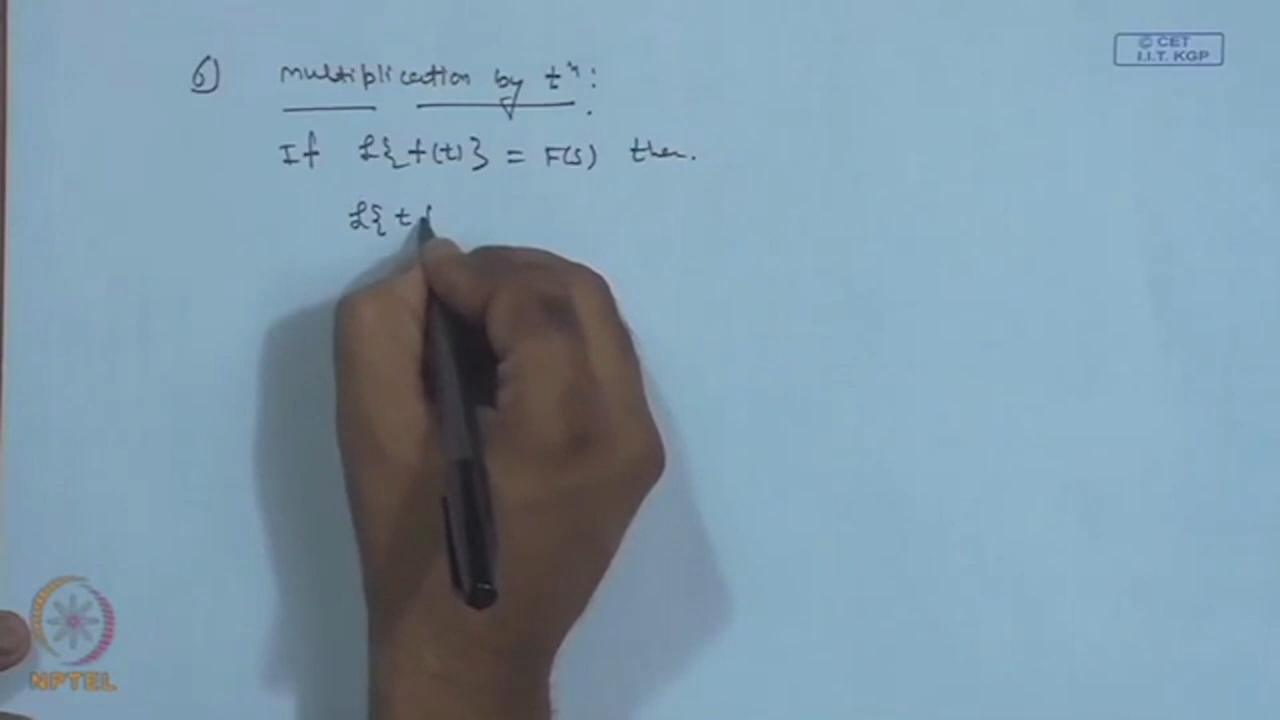 © CET
I.I.T. KGP
6) multiplication by tⁿ:
If ℒ{f(t)} = F(s) then.
ℒ{ t
NPTEL